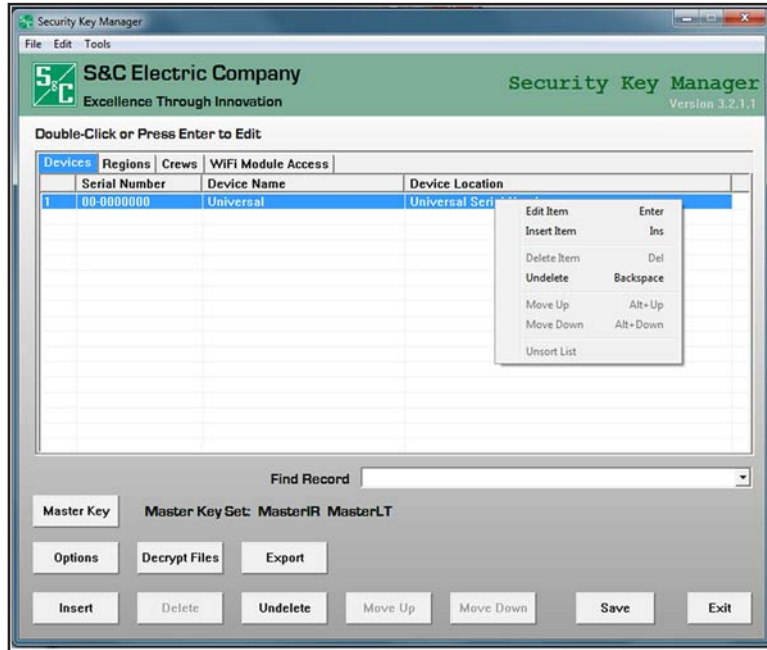 Security Key Manager
File Edit Tools
S&C
S&C Electric Company
Excellence Through Innovation
Security Key Manager
Version 3.2.1.1
Double-Click or Press Enter to Edit
Devices Regions Crews WiFi Module Access
Serial Number Device Name Device Location
1 00-0000000 Universal Universal Seri
Edit Item Enter
Insert Item Ins
Delete Item Del
Undelete Backspace
Move Up Alt+Up
Move Down Alt+Down
Unsort List
Find Record
Master Key Master Key Set: MasterIR MasterLT
Options Decrypt Files Export
Insert Delete Undelete Move Up Move Down Save Exit